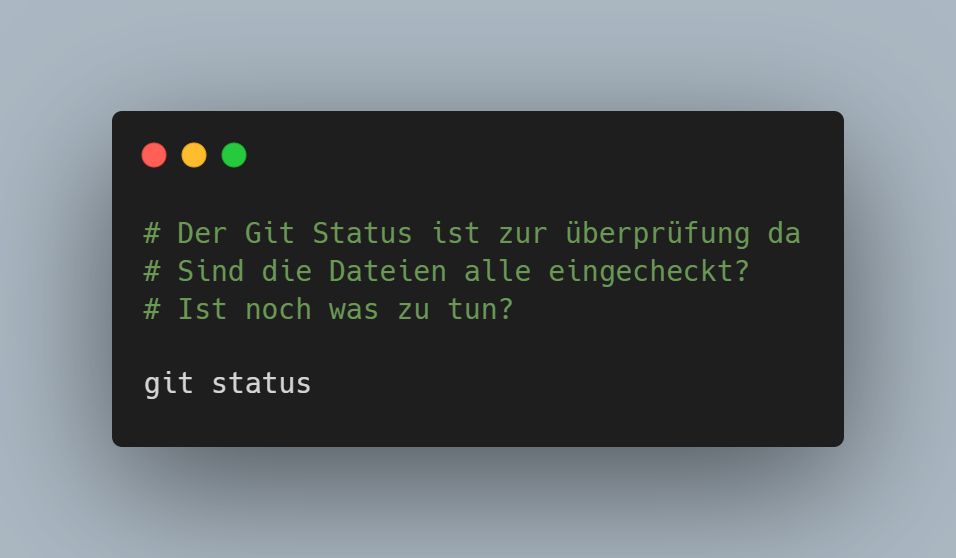 # Der Git Status ist zur überprüfung da
# Sind die Dateien alle eingecheckt?
# Ist noch was zu tun?
git status